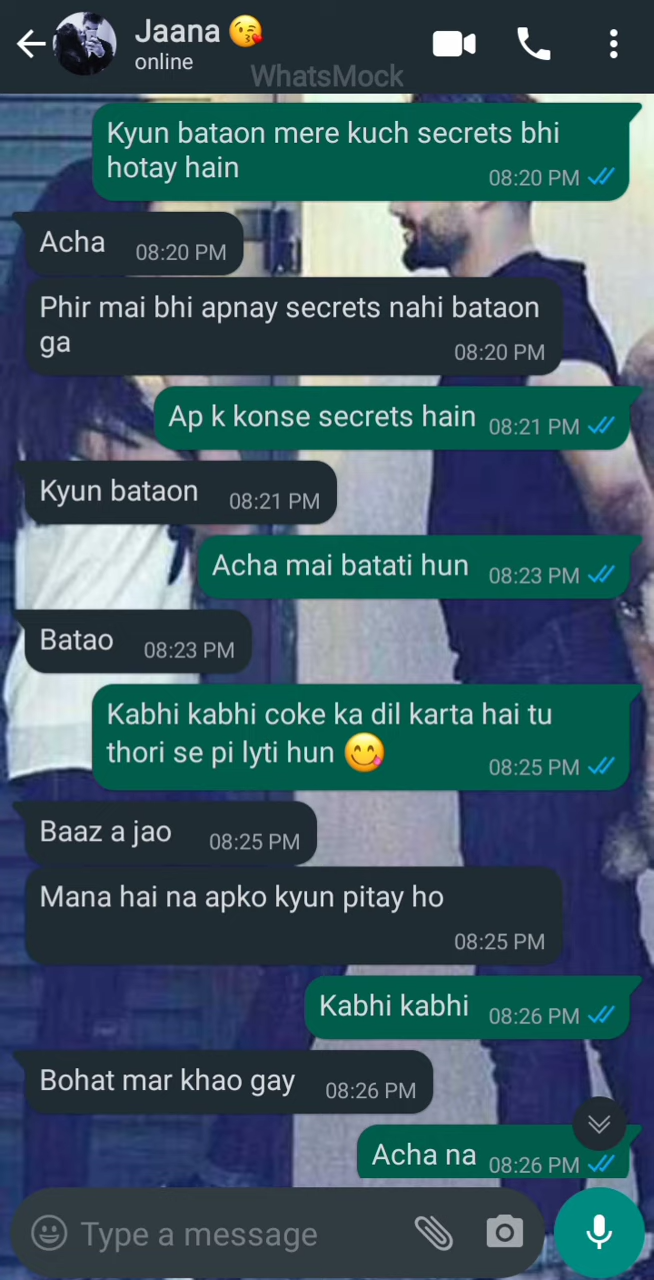 Jaana 😘
online
WhatsMock
Kyun bataon mere kuch secrets bhi
hotay hain
08:20 PM
Acha
08:20 PM
Phir mai bhi apnay secrets nahi bataon
ga
08:20 PM
Ap k konse secrets hain
08:21 PM
Kyun bataon
08:21 PM
Acha mai batati hun
08:23 PM
Batao
08:23 PM
Kabhi kabhi coke ka dil karta hai tu
thori se pi lyti hun 😋
08:25 PM
Baaz a jao
08:25 PM
Mana hai na apko kyun pitay ho
08:25 PM
Kabhi kabhi
08:26 PM
Bohat mar khao gay
08:26 PM
Acha na
08:26 PM
Type a message